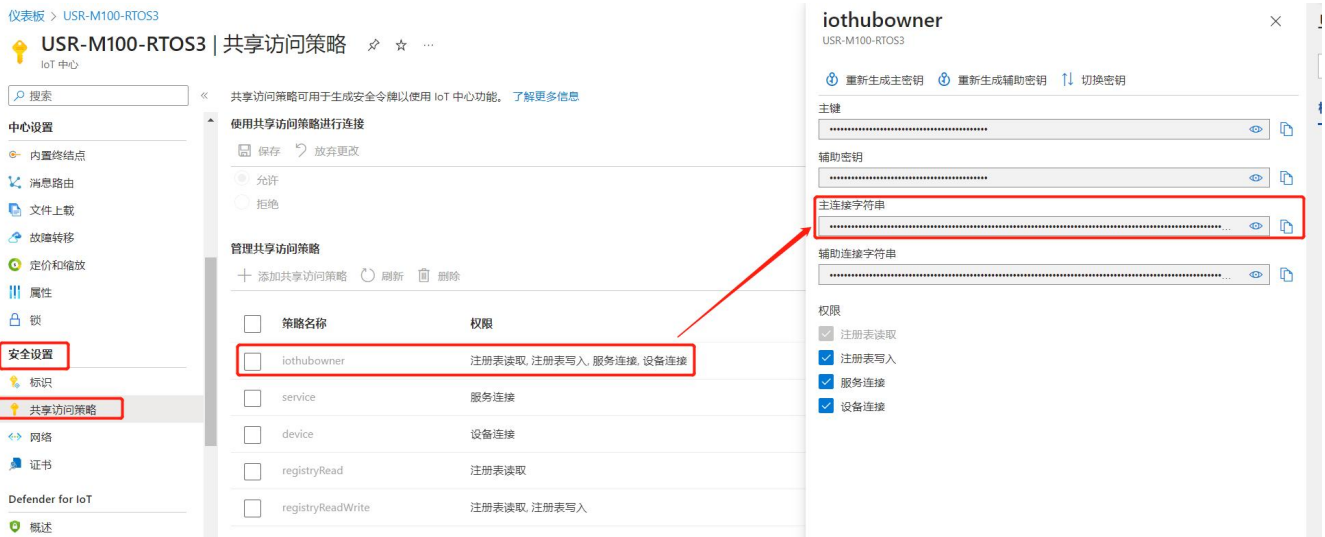 仪表板 > USR-M100-RTOS3
USR-M100-RTOS3 | 共享访问策略
IoT 中心
搜索
中心设置
内置终结点
消息路由
文件上载
故障转移
定价和缩放
属性
锁
安全设置
标识
共享访问策略
网络
证书
Defender for IoT
概述
共享访问策略可用于生成安全令牌以使用 IoT 中心功能。 了解更多信息
使用共享访问策略进行连接
保存 放弃更改
允许
拒绝
管理共享访问策略
添加共享访问策略 刷新 删除
策略名称 权限
iothubowner 注册表读取, 注册表写入, 服务连接, 设备连接
service 服务连接
device 设备连接
registryRead 注册表读取
registryReadWrite 注册表读取, 注册表写入
iothubowner
USR-M100-RTOS3
重新生成主密钥 重新生成辅助密钥 切换密钥
主键
辅助密钥
主连接字符串
辅助连接字符串
权限
注册表读取
注册表写入
服务连接
设备连接